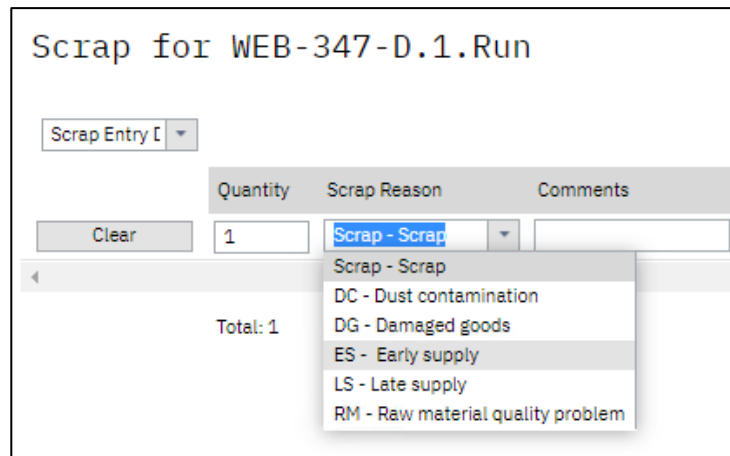 Scrap for WEB-347-D.1.Run
Scrap Entry D
Quantity Scrap Reason Comments
Clear 1 Scrap - Scrap
Scrap - Scrap
DC - Dust contamination
DG - Damaged goods
ES -  Early supply
LS - Late supply
RM - Raw material quality problem
Total: 1